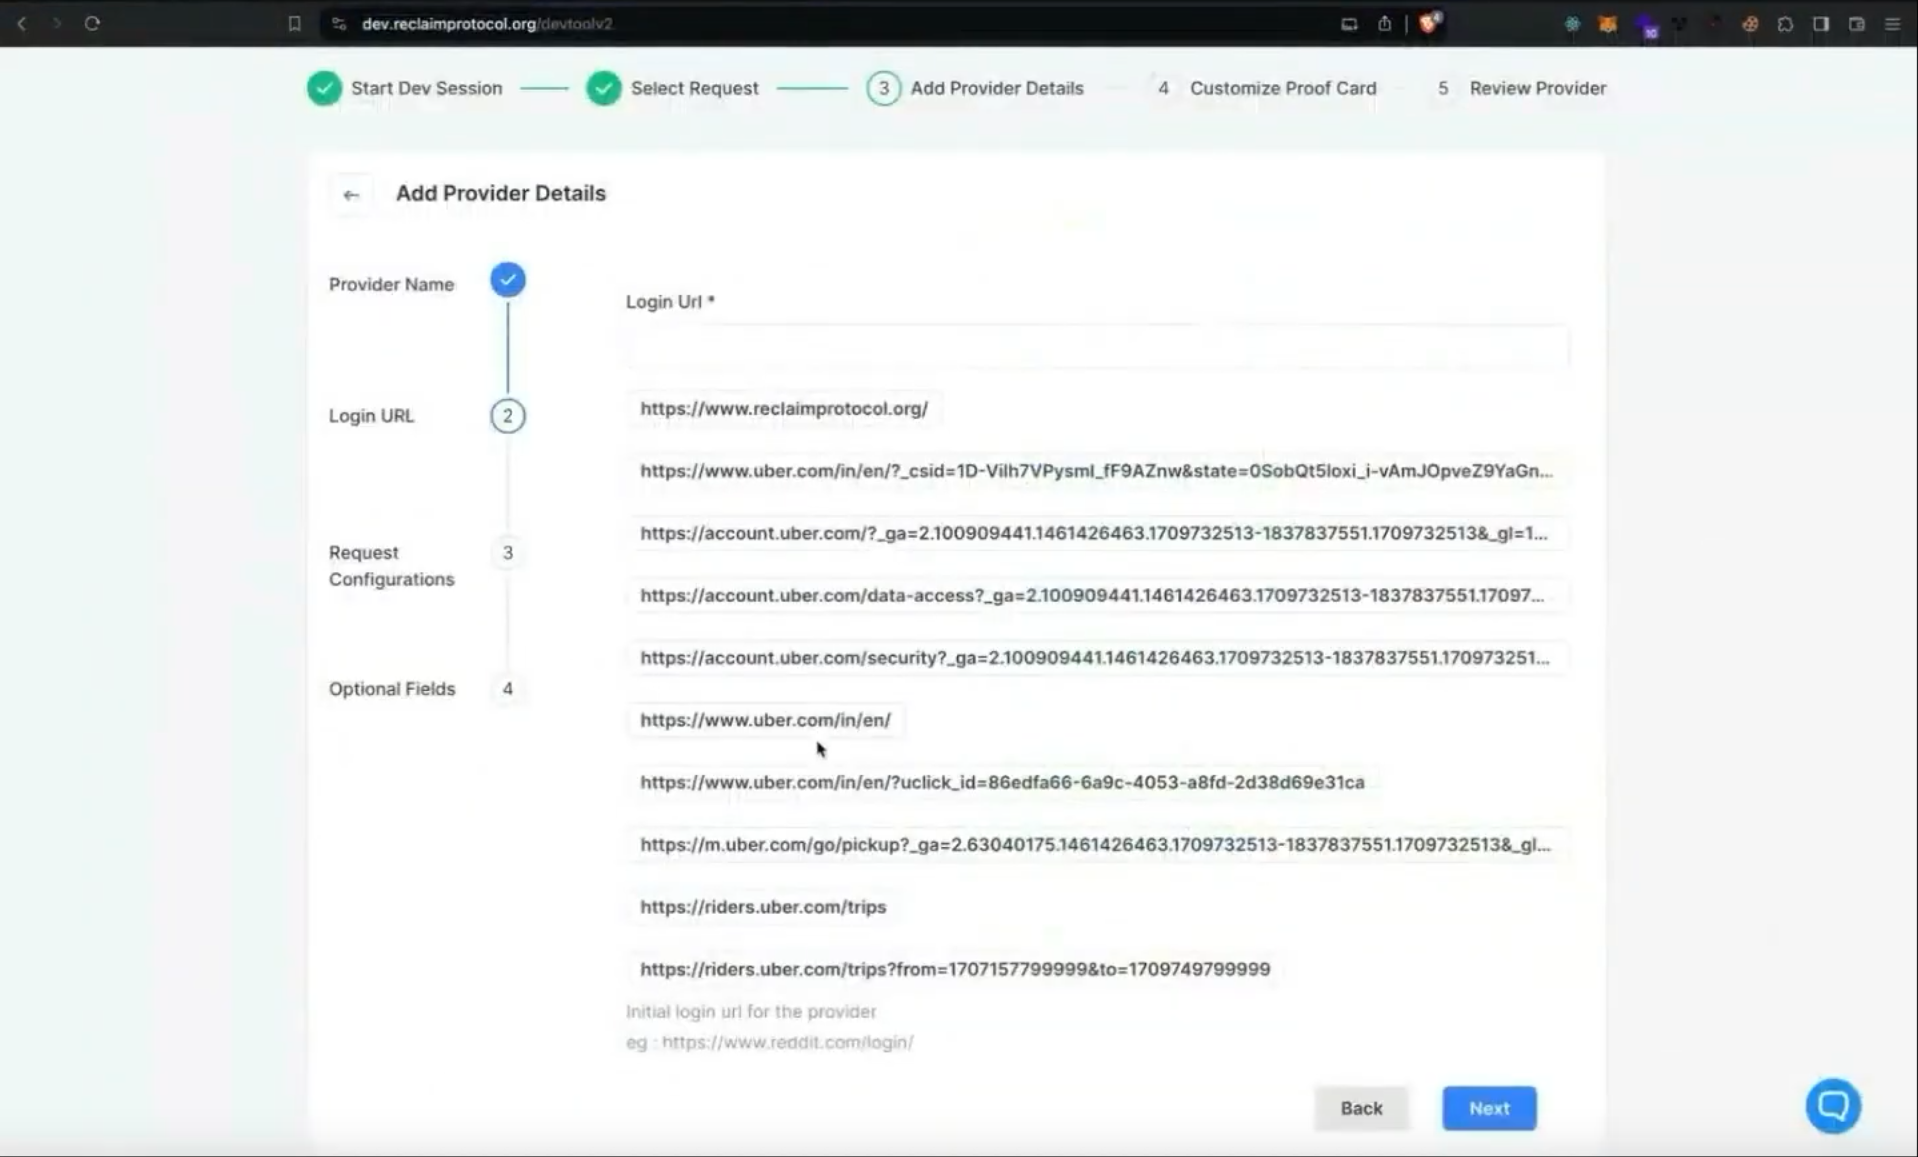 dev.reclaimprotocol.org/devtoolv2
Start Dev Session
Select Request
3 Add Provider Details
4 Customize Proof Card
5 Review Provider
Add Provider Details
Provider Name
Login URL 2
Request Configurations 3
Optional Fields 4
Login Url *
https://www.reclaimprotocol.org/
https://www.uber.com/in/en/?_csid=1D-Vilh7VPysml_fF9AZnw&state=0SobQt5loxi_i-vAmJOpveZ9YaGn...
https://account.uber.com/?_ga=2.100909441.1461426463.1709732513-1837837551.1709732513&_gl=1...
https://account.uber.com/data-access?_ga=2.100909441.1461426463.1709732513-1837837551.17097...
https://account.uber.com/security?_ga=2.100909441.1461426463.1709732513-1837837551.170973251...
https://www.uber.com/in/en/
https://www.uber.com/in/en/?uclick_id=86edfa66-6a9c-4053-a8fd-2d38d69e31ca
https://m.uber.com/go/pickup?_ga=2.63040175.1461426463.1709732513-1837837551.1709732513&_gl...
https://riders.uber.com/trips
https://riders.uber.com/trips?from=1707157799999&to=1709749799999
Initial login url for the provider
eg : https://www.reddit.com/login/
Back
Next